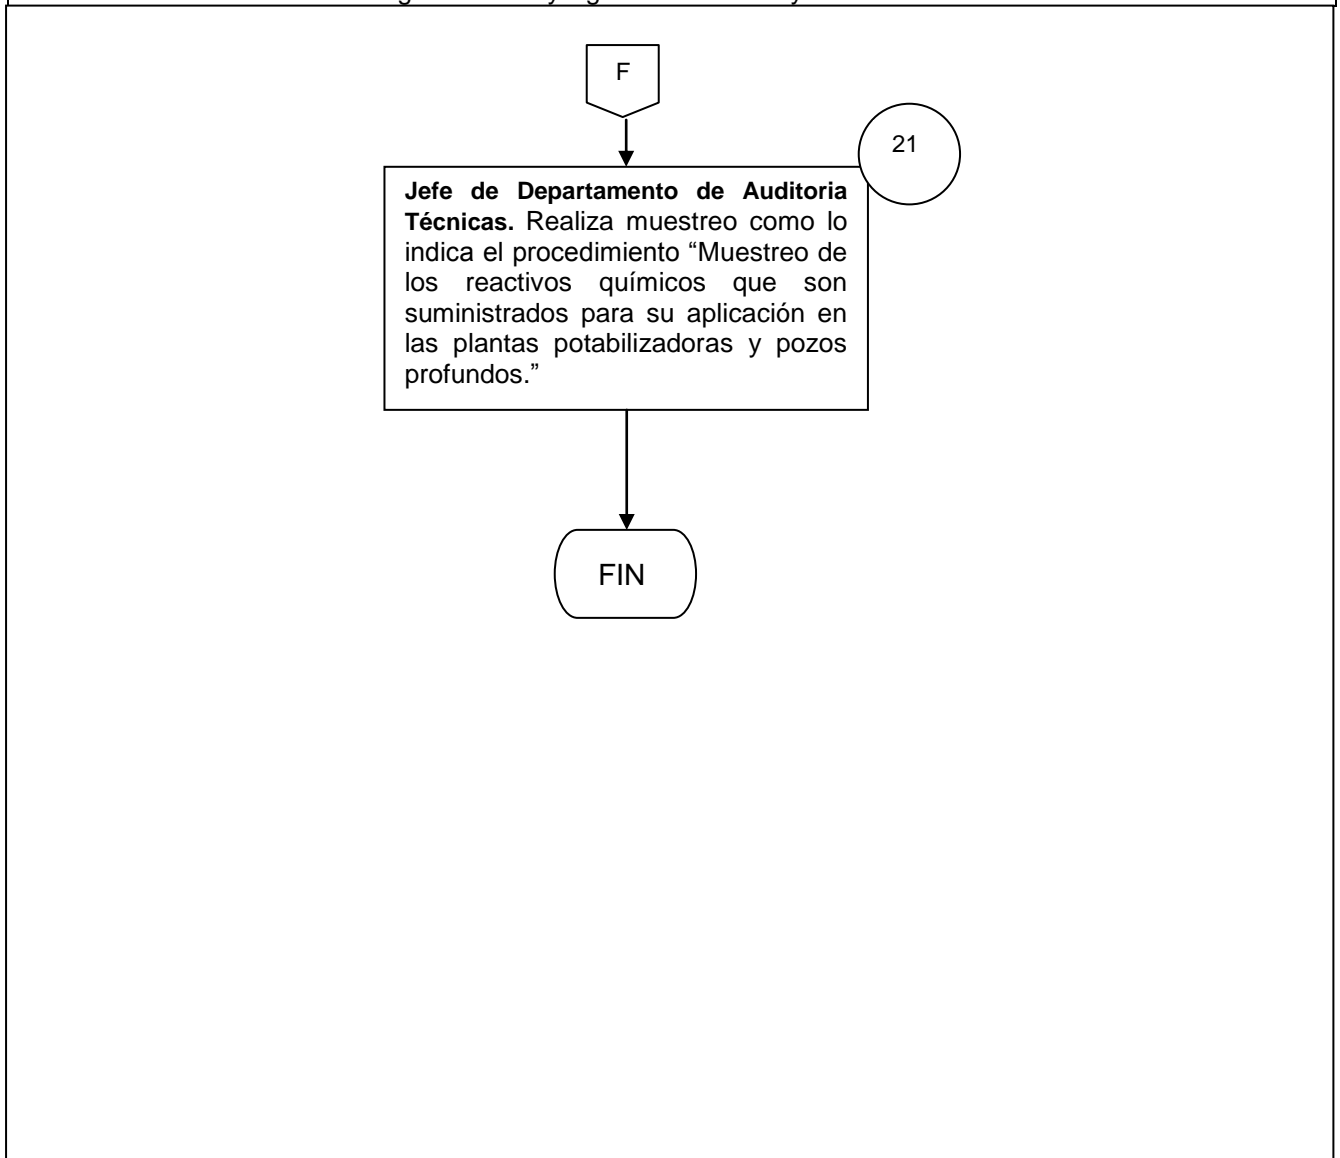 F
21
Jefe de Departamento de Auditoria
Técnicas. Realiza muestreo como lo
indica el procedimiento “Muestreo de
los reactivos químicos que son
suministrados para su aplicación en
las plantas potabilizadoras y pozos
profundos.”
FIN